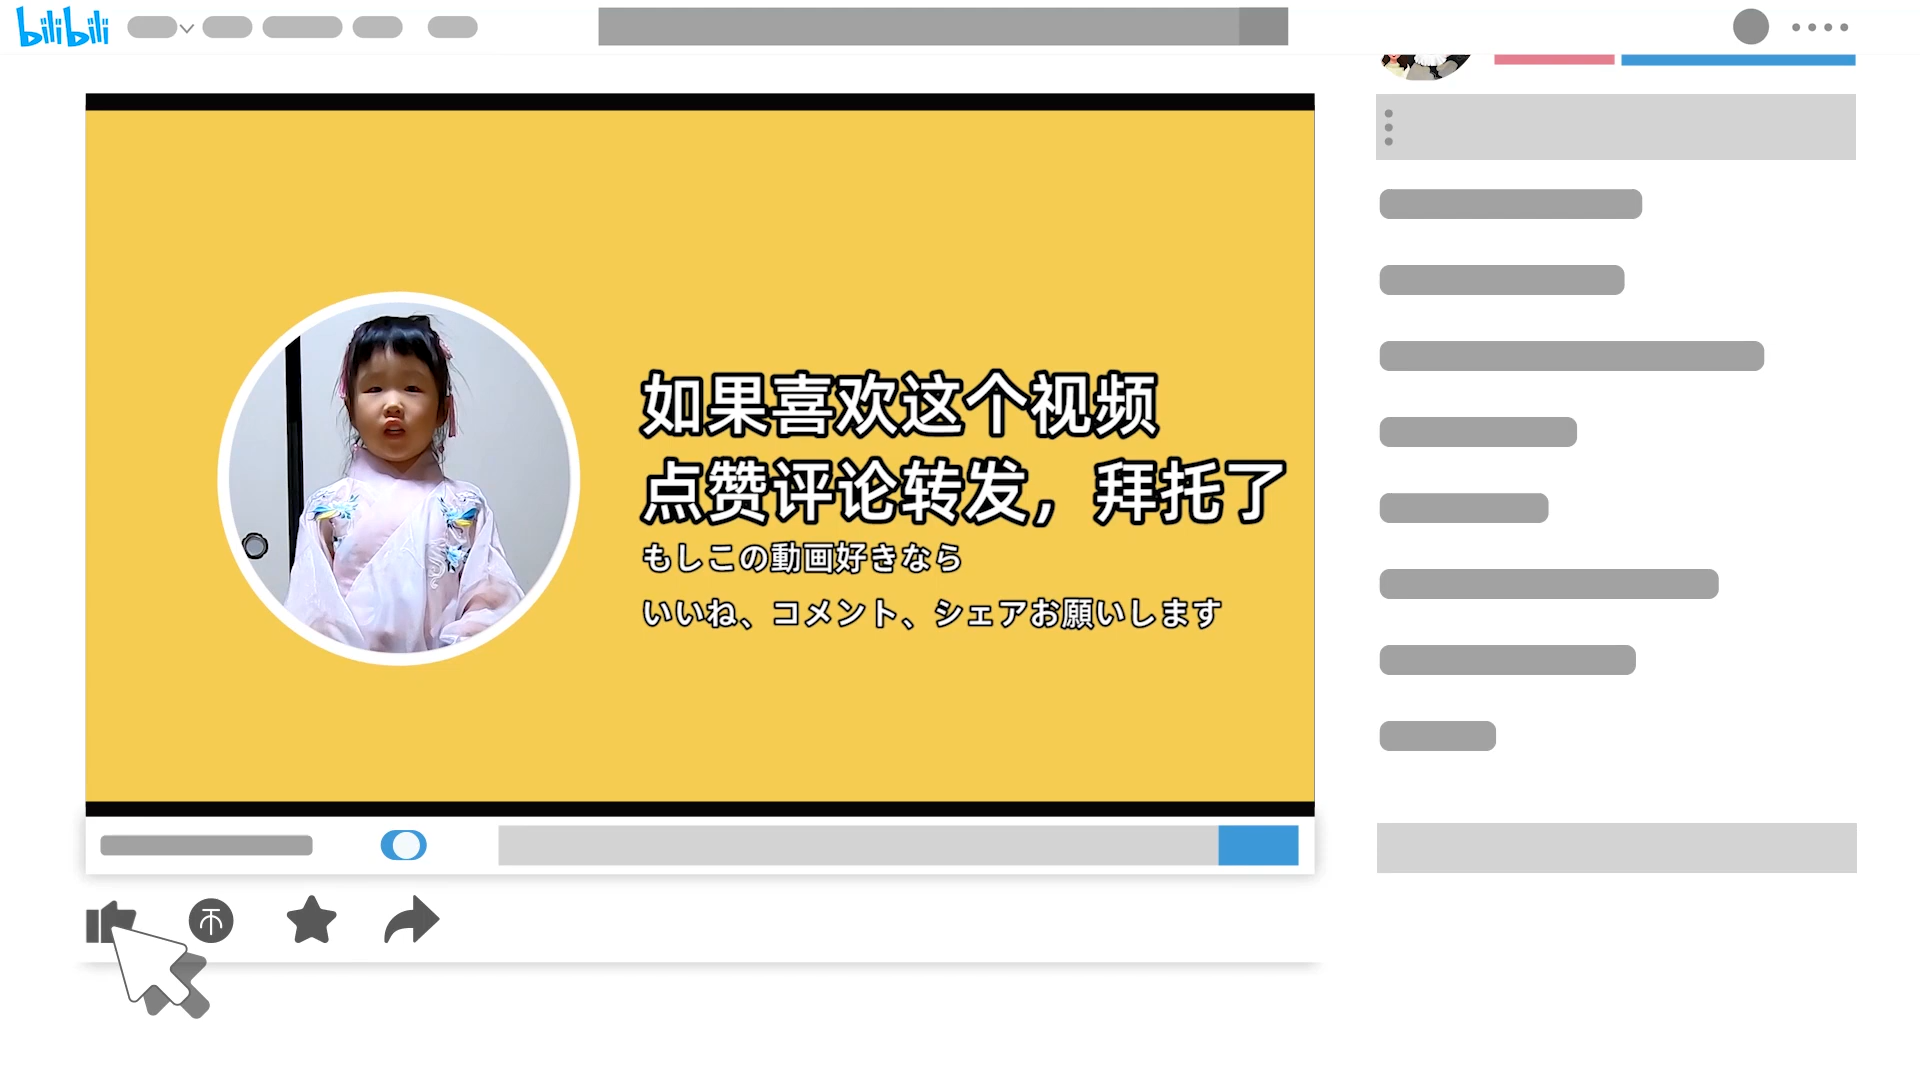 bilibili
如果喜欢这个视频
点赞评论转发，拜托了
もしこの動画好きなら
いいね、コメント、シェアお願いします